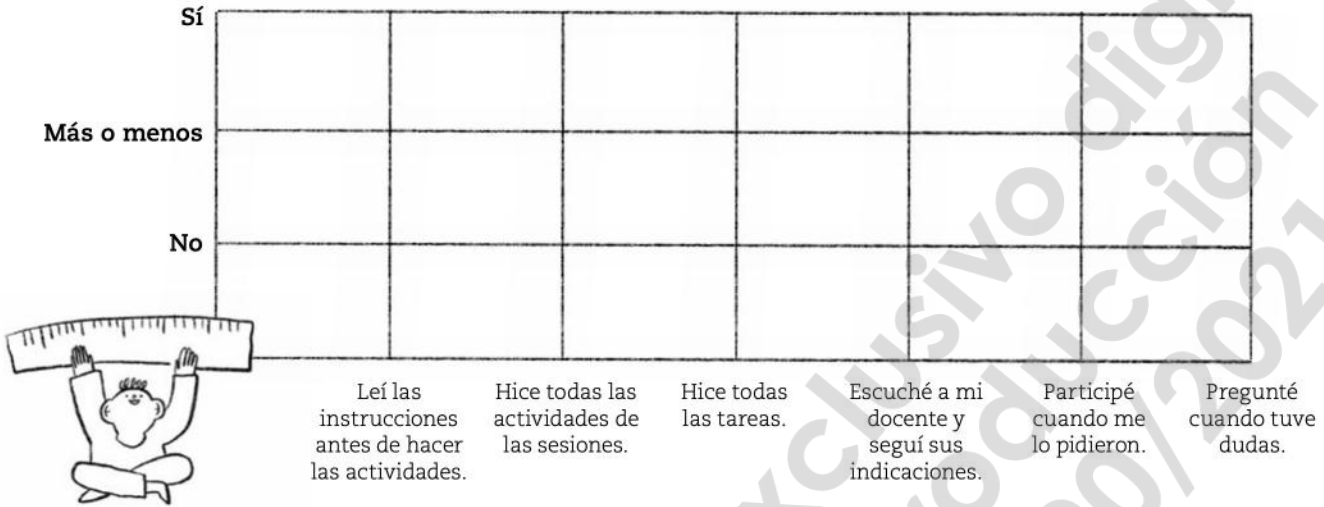 Sí
Más o menos
No
Leí las
instrucciones
antes de hacer
las actividades.
Hice todas las
actividades de
las sesiones.
Hice todas
las tareas.
Escuché a mi
docente y
seguí sus
indicaciones.
Participé
cuando me
lo pidieron.
Pregunté
cuando tuve
dudas.